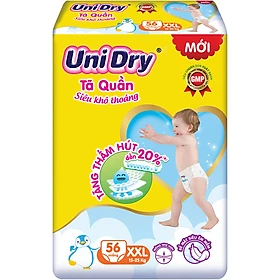 MỚI
UniDry
Tã Quần
Siêu khô thoáng
GMP
TĂNG THẤM HÚT
đến 20%
56
XXL
15-25 Kg